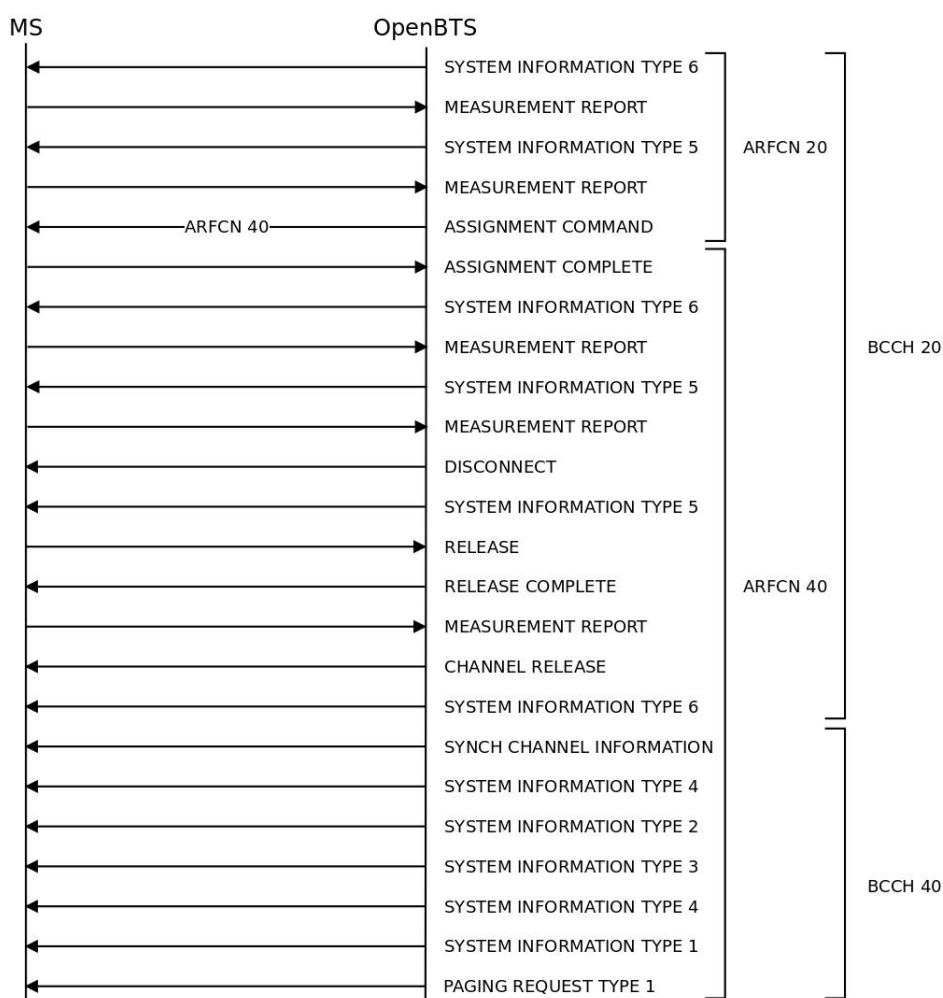 MS OpenBTS
SYSTEM INFORMATION TYPE 6
MEASUREMENT REPORT
SYSTEM INFORMATION TYPE 5 ARFCN 20
MEASUREMENT REPORT
ARFCN 40 ASSIGNMENT COMMAND
ASSIGNMENT COMPLETE
SYSTEM INFORMATION TYPE 6
MEASUREMENT REPORT BCCH 20
SYSTEM INFORMATION TYPE 5
MEASUREMENT REPORT
DISCONNECT
SYSTEM INFORMATION TYPE 5
RELEASE
RELEASE COMPLETE ARFCN 40
MEASUREMENT REPORT
CHANNEL RELEASE
SYSTEM INFORMATION TYPE 6
SYNCH CHANNEL INFORMATION
SYSTEM INFORMATION TYPE 4
SYSTEM INFORMATION TYPE 2
SYSTEM INFORMATION TYPE 3
BCCH 40
SYSTEM INFORMATION TYPE 4
SYSTEM INFORMATION TYPE 1
PAGING REQUEST TYPE 1